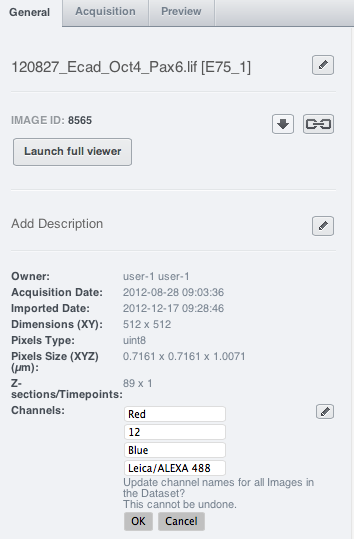 General Acquisition Preview
120827_Ecad_Oct4_Pax6.lif [E75_1]
IMAGE ID: 8565
Launch full viewer
Add Description
Owner: user-1 user-1
Acquisition Date: 2012-08-28 09:03:36
Imported Date: 2012-12-17 09:28:46
Dimensions (XY): 512 x 512
Pixels Type: uint8
Pixels Size (XYZ) 0.7161 x 0.7161 x 1.0071
(µm):
Z- 89 x 1
sections/Timepoints:
Channels: Red
12
Blue
Leica/ALEXA 488
Update channel names for all Images in
the Dataset?
This cannot be undone.
OK Cancel